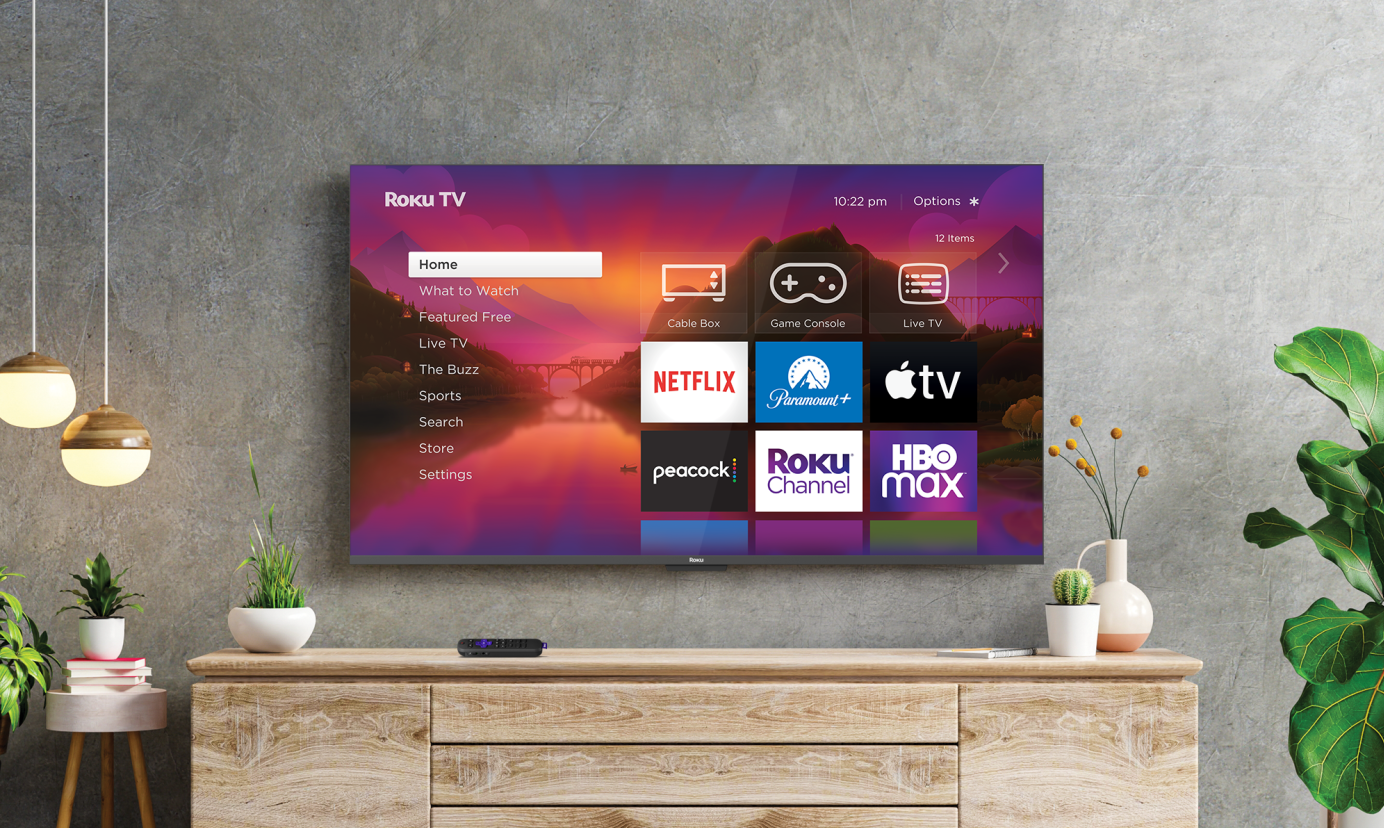 Roku TV
10:22 pm
Options *
12 Items
Home
What to Watch
Featured Free
Live TV
The Buzz
Sports
Search
Store
Settings
Cable Box
Game Console
Live TV
NETFLIX
Paramount+
tv
peacock
Roku
Channel
HBO
max
Roku